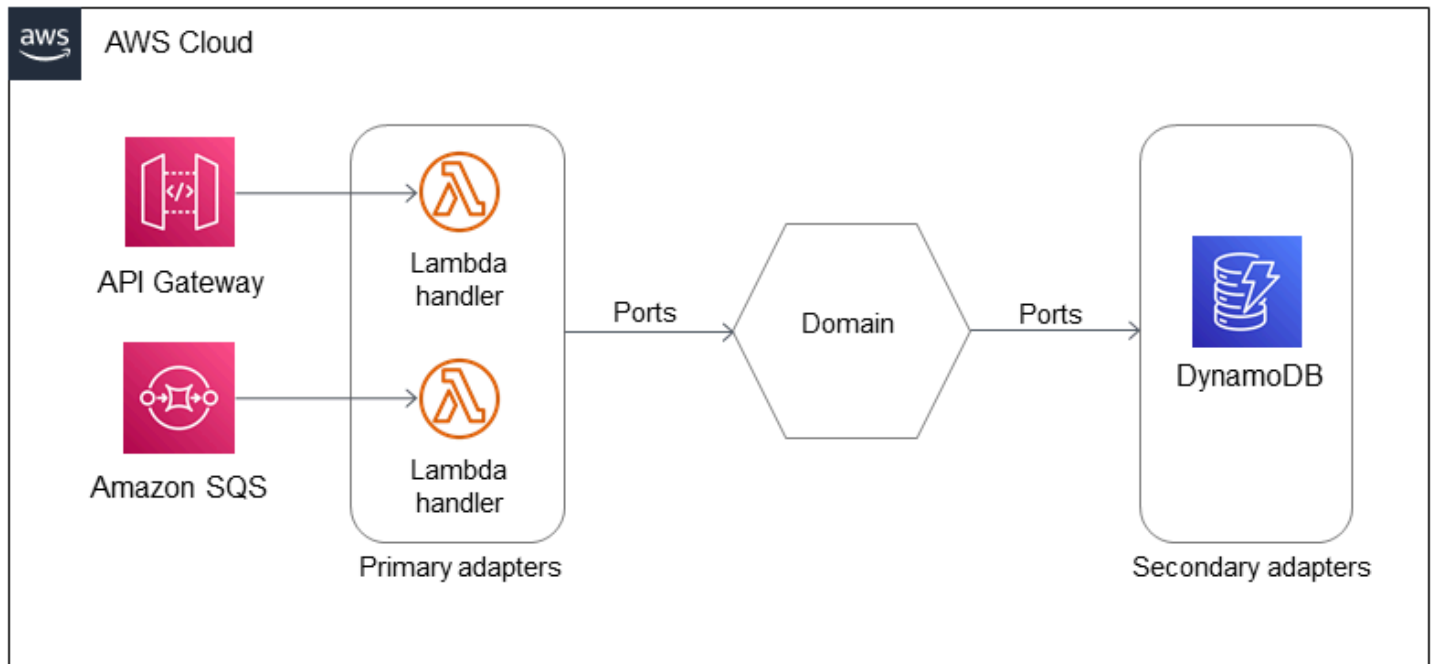 aws
AWS Cloud
API Gateway
Lambda
handler
Ports
Domain
Ports
DynamoDB
Amazon SQS
Lambda
handler
Primary adapters
Secondary adapters